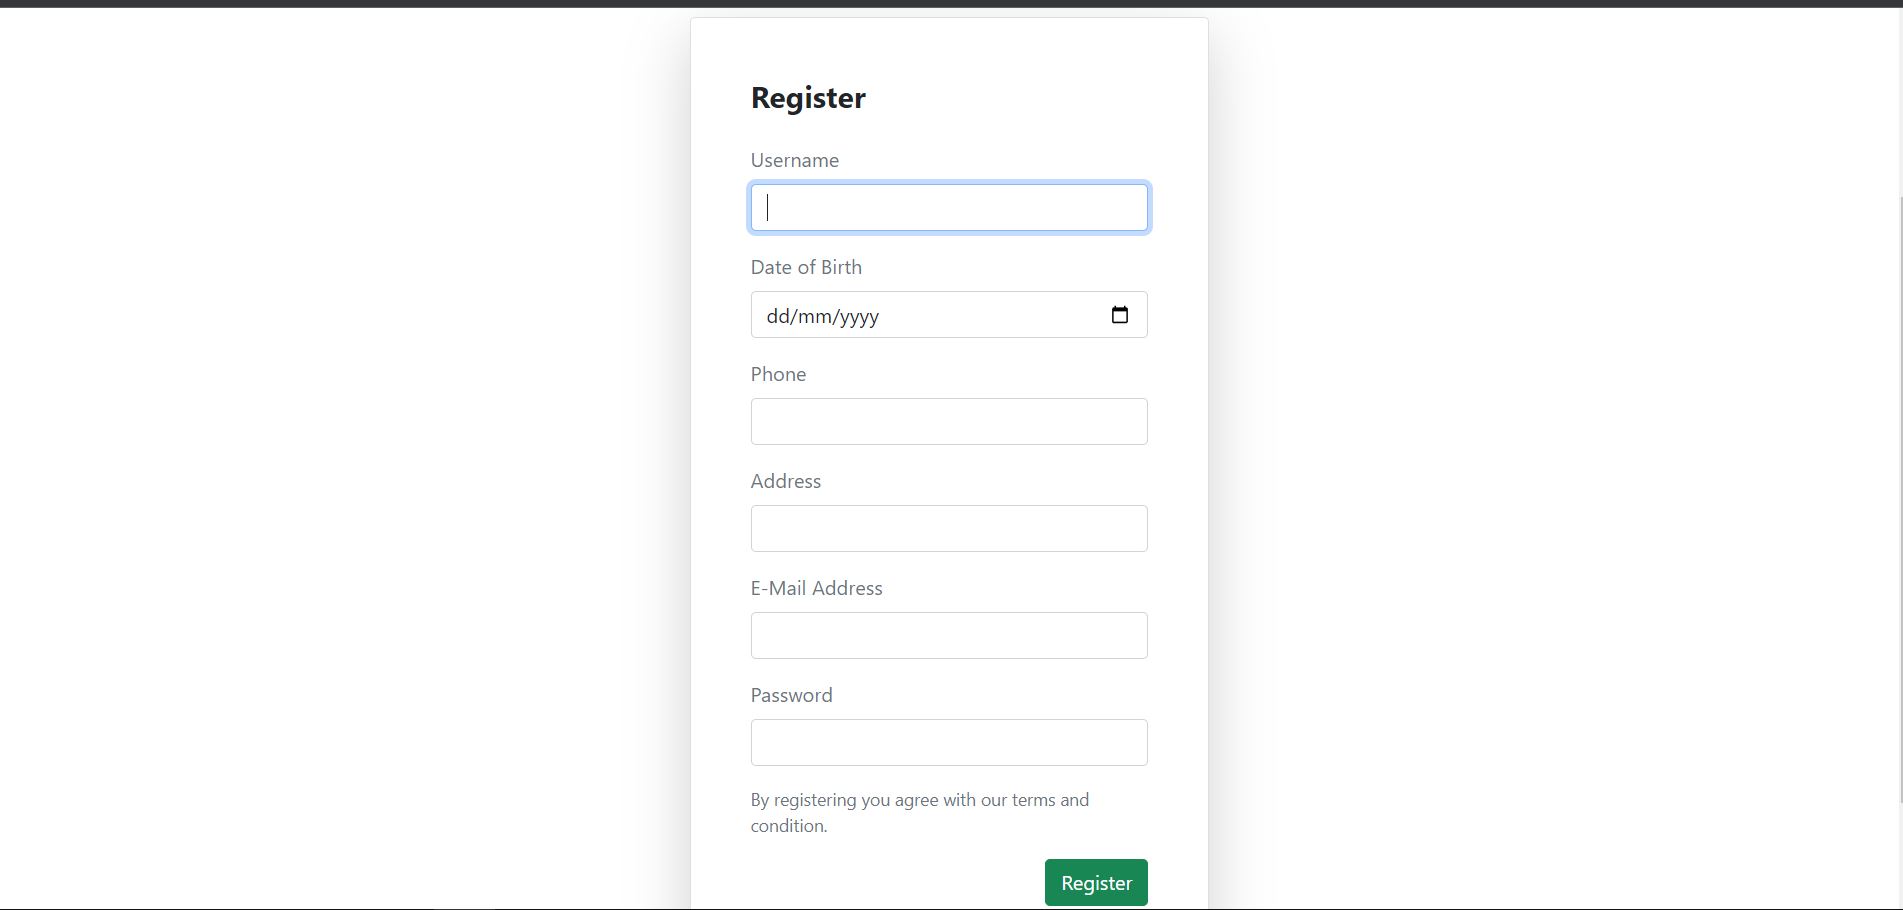 Register
Username
Date of Birth
dd/mm/yyyy
Phone
Address
E-Mail Address
Password
By registering you agree with our terms and
condition.
Register